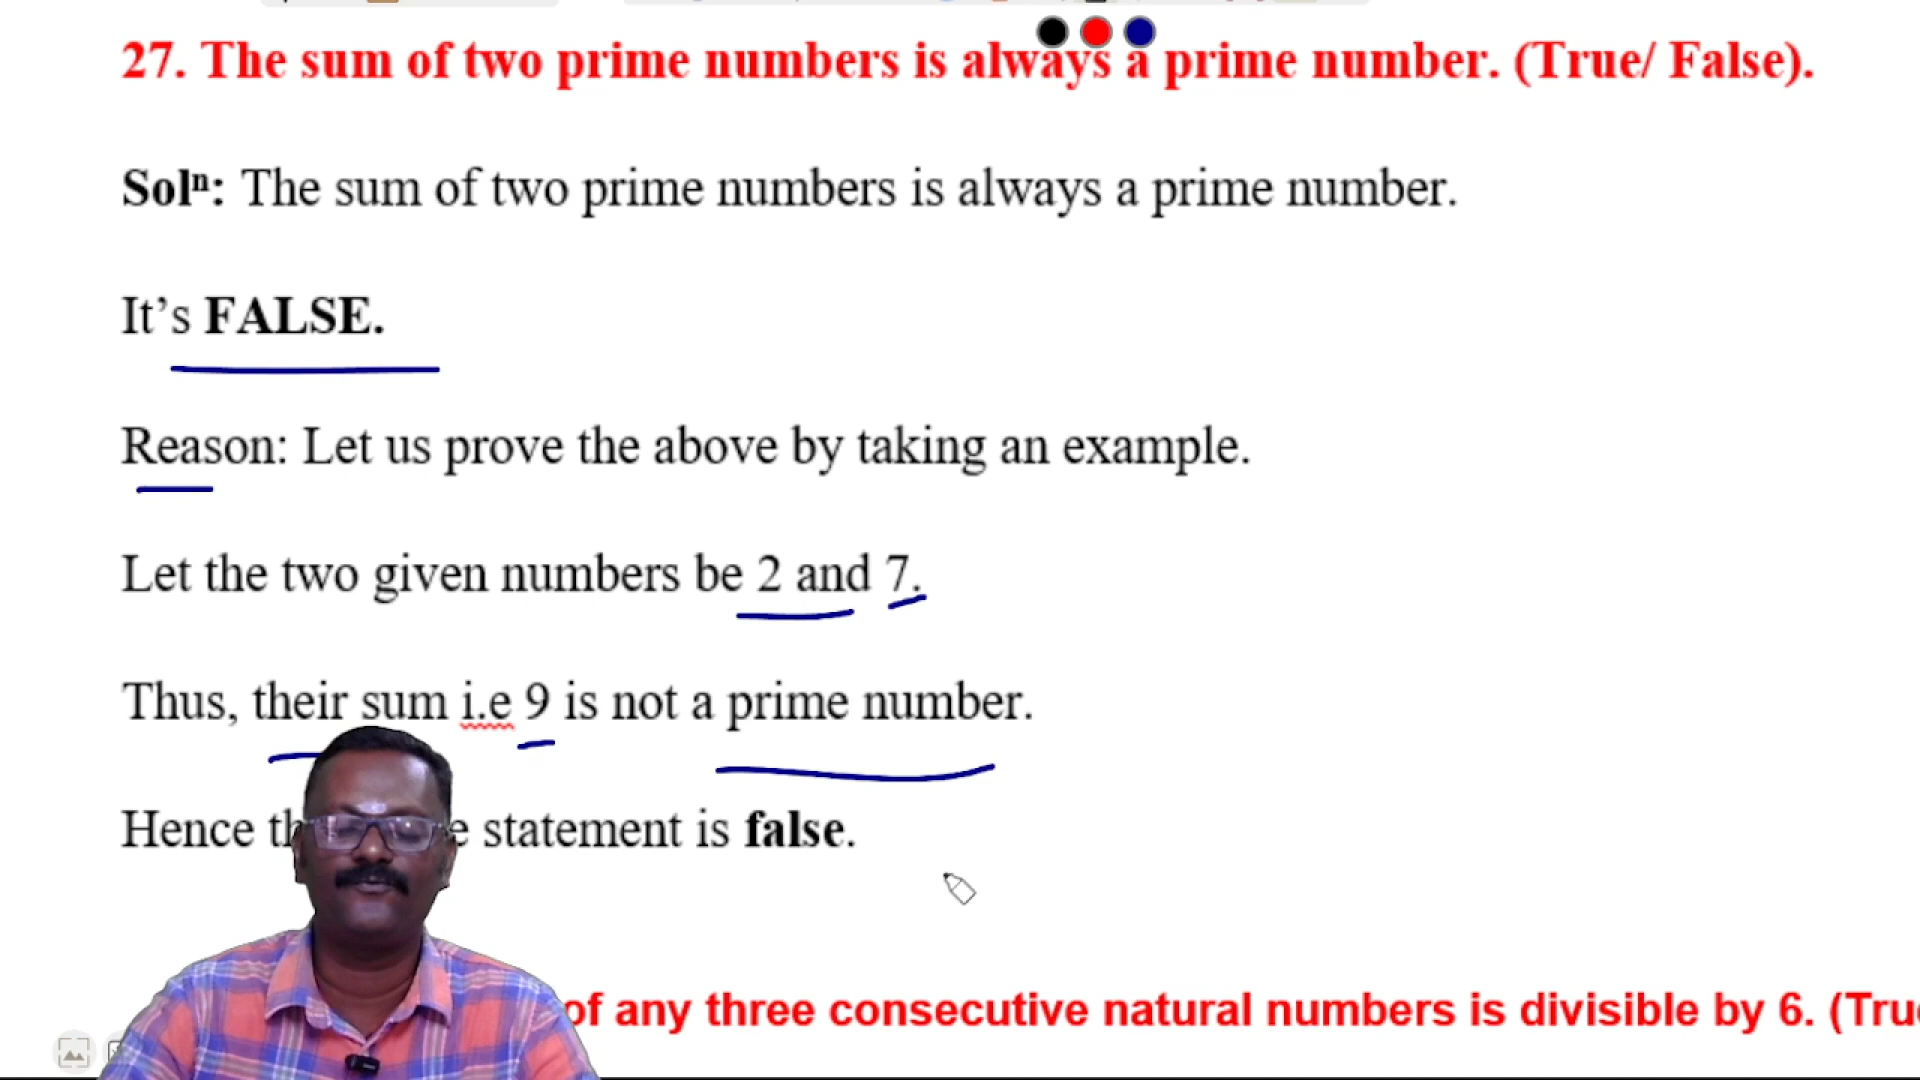 27. The sum of two prime numbers is always a prime number. (True/ False).
Solⁿ: The sum of two prime numbers is always a prime number.
It’s FALSE.
Reason: Let us prove the above by taking an example.
Let the two given numbers be 2 and 7.
Thus, their sum i.e 9 is not a prime number.
Hence statement is false.
of any three consecutive natural numbers is divisible by 6. (